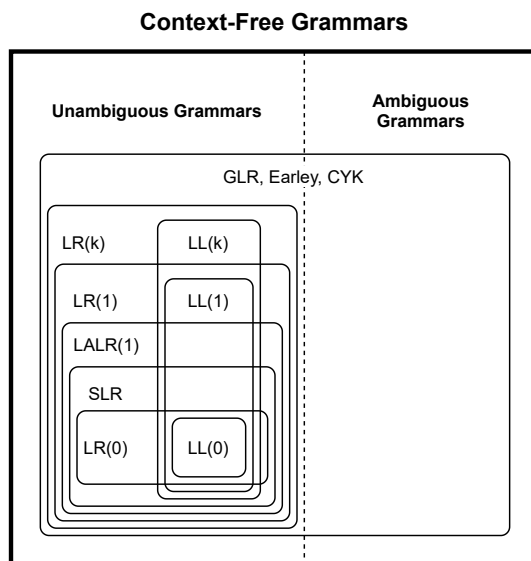 Context-Free Grammars
Unambiguous Grammars
Ambiguous
Grammars
GLR, Earley, CYK
LR(k)
LL(k)
LR(1)
LL(1)
LALR(1)
SLR
LR(0)
LL(0)